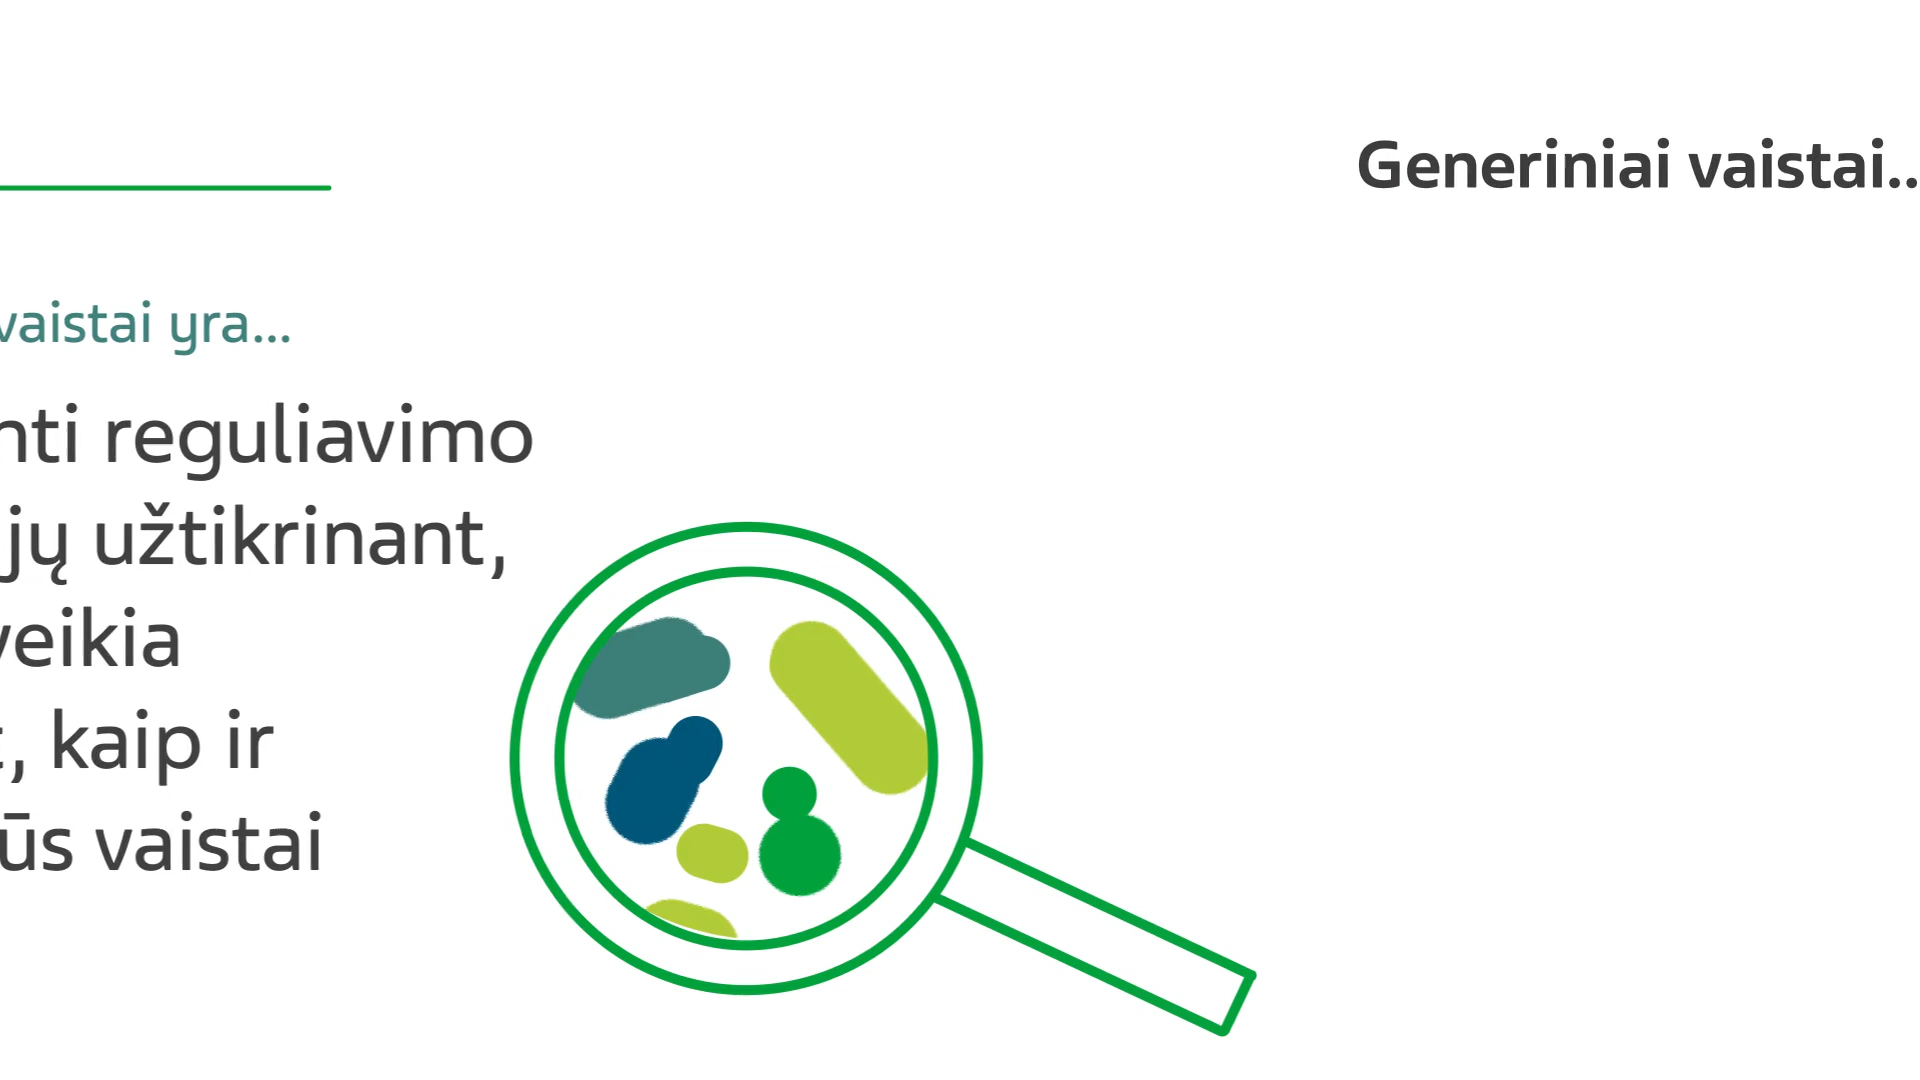 Generiniai vaistai..
vaistai yra...
nti reguliavimo
jų užtikrinant,
veikia
, kaip ir
ūs vaistai